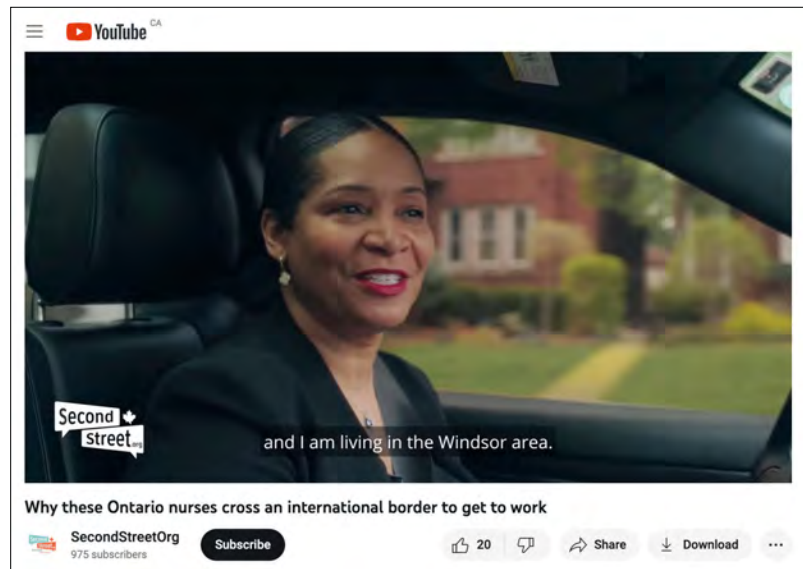 YouTube CA
Second
street.org
and I am living in the Windsor area.
Why these Ontario nurses cross an international border to get to work
SecondStreetOrg
975 subscribers
Subscribe
20
Share
Download